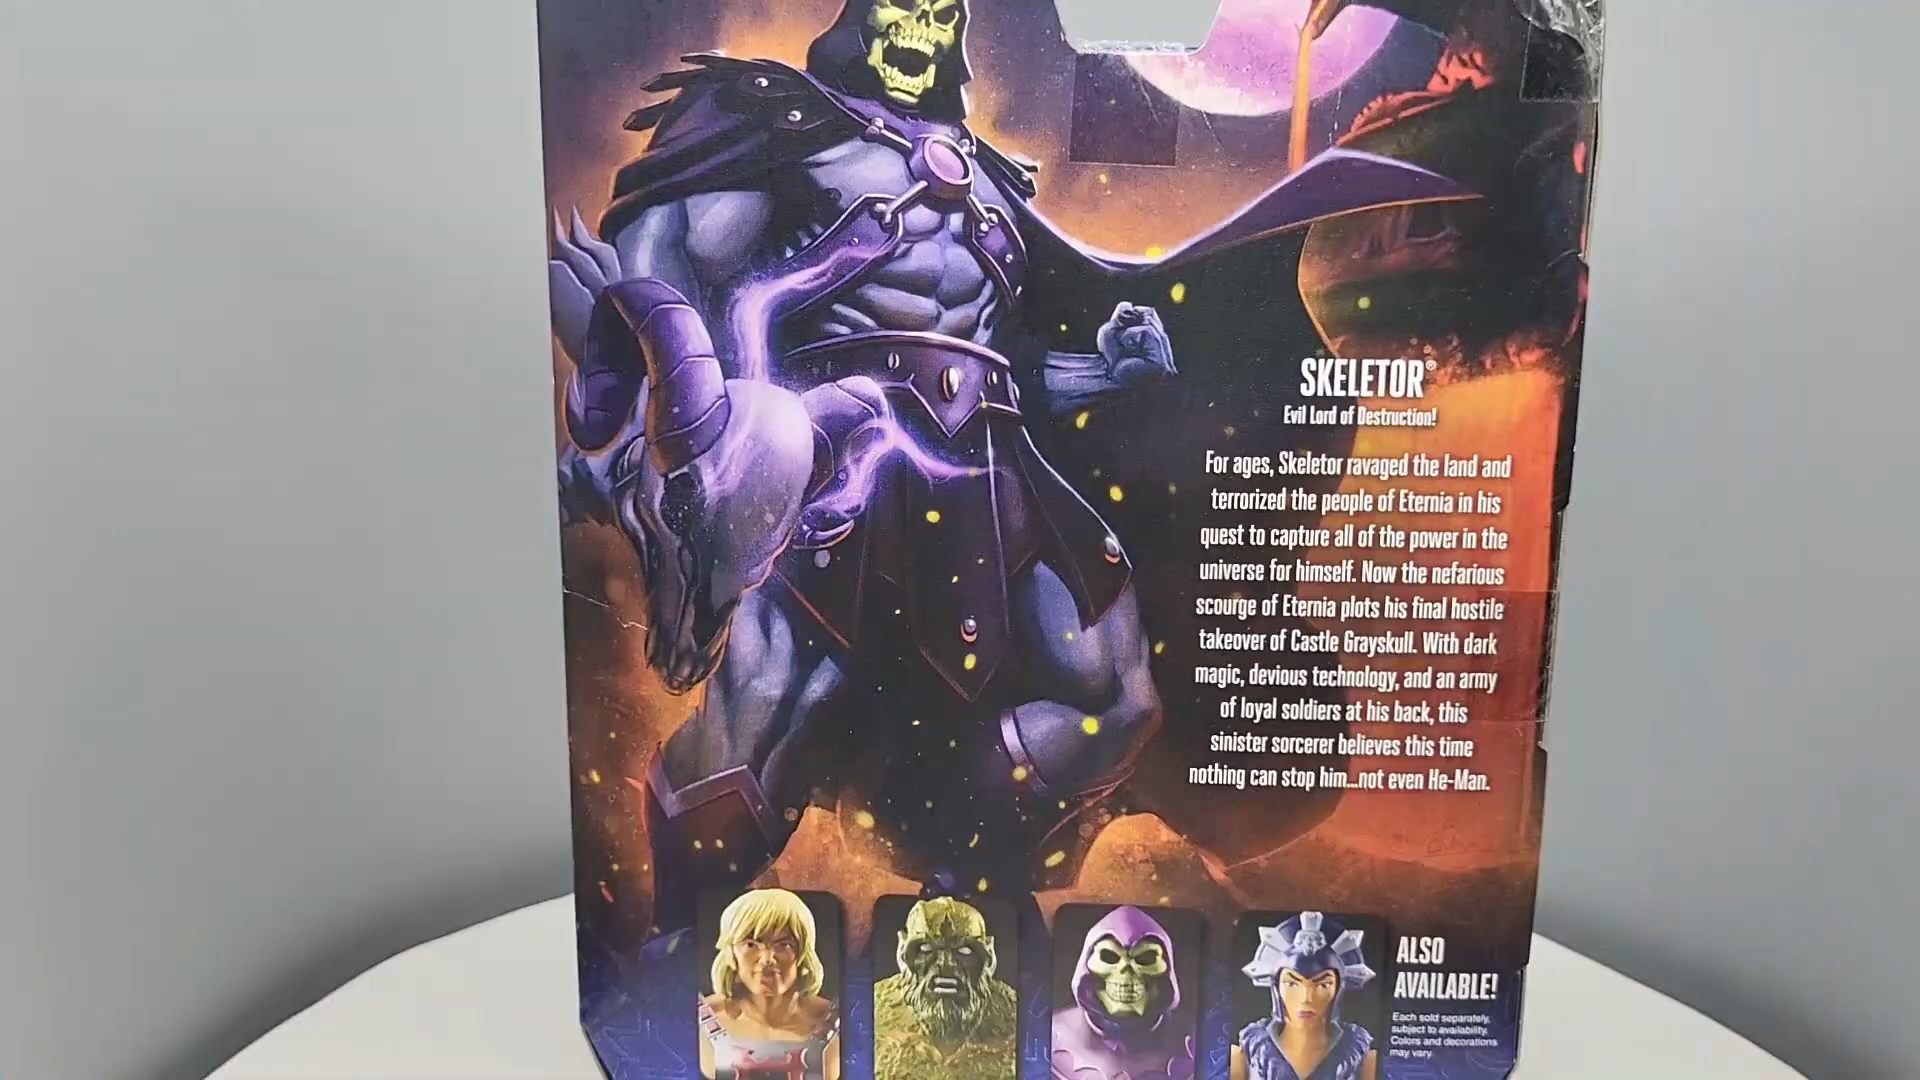 SKELETOR®
Evil Lord of Destruction!
For ages, Skeletor ravaged the land and
terrorized the people of Eternia in his
quest to capture all of the power in the
universe for himself. Now the nefarious
scourge of Eternia plots his final hostile
takeover of Castle Grayskull. With dark
magic, devious technology, and an army
of loyal soldiers at his back, this
sinister sorcerer believes this time
nothing can stop him...not even He-Man.
ALSO
AVAILABLE!
Each sold separately,
subject to availability.
Colors and decorations
may vary.